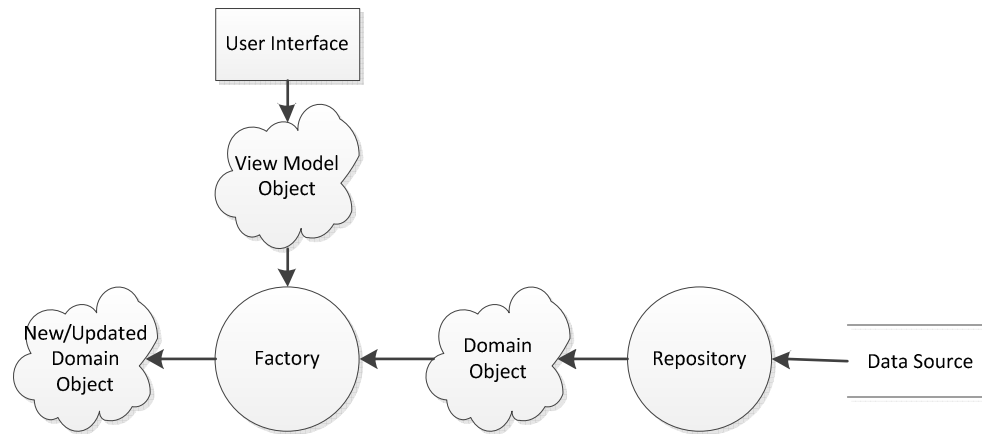 User Interface
View Model
Object
New/Updated
Domain
Object
Factory
Domain
Object
Repository
Data Source